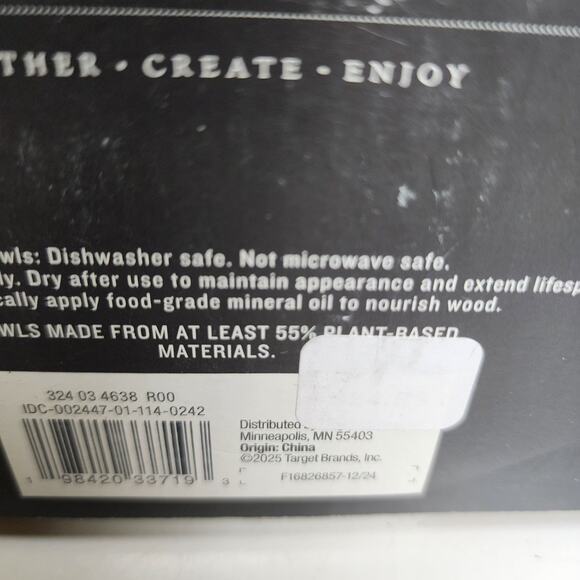 THER • CREATE • ENJOY
wls: Dishwasher safe. Not microwave safe.
ly. Dry after use to maintain appearance and extend lifesp
ically apply food-grade mineral oil to nourish wood.
WLS MADE FROM AT LEAST 55% PLANT-BASED
MATERIALS.
324 03 4638 R00
IDC-002447-01-114-0242
1 98420 33719 3
Distributed
Minneapolis, MN 55403
Origin: China
©2025 Target Brands, Inc.
F16826857-12/24